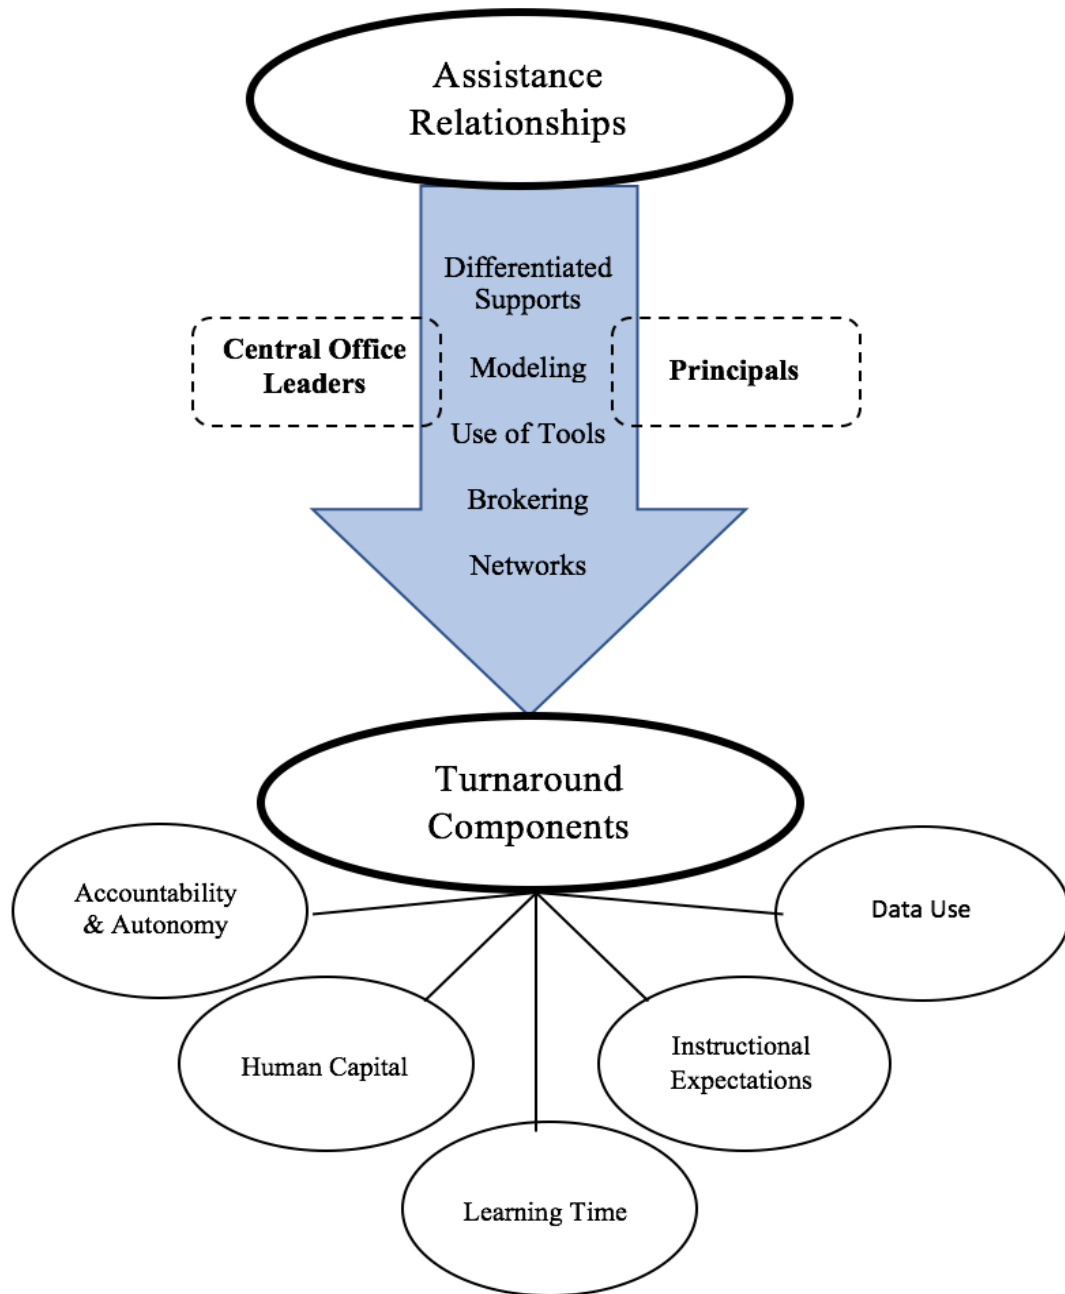 Assistance
Relationships
Differentiated
Supports
Central Office
Leaders
Modeling
Principals
Use of Tools
Brokering
Networks
Turnaround
Components
Accountability
& Autonomy
Data Use
Human Capital
Instructional
Expectations
Learning Time